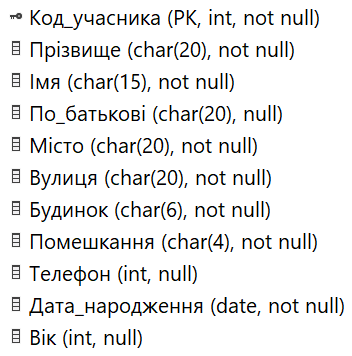 Код_учасника (PK, int, not null)
Прізвище (char(20), not null)
Імя (char(15), not null)
По_батькові (char(20), null)
Місто (char(20), not null)
Вулиця (char(20), not null)
Будинок (char(6), not null)
Помешкання (char(4), not null)
Телефон (int, null)
Дата_народження (date, not null)
Вік (int, null)